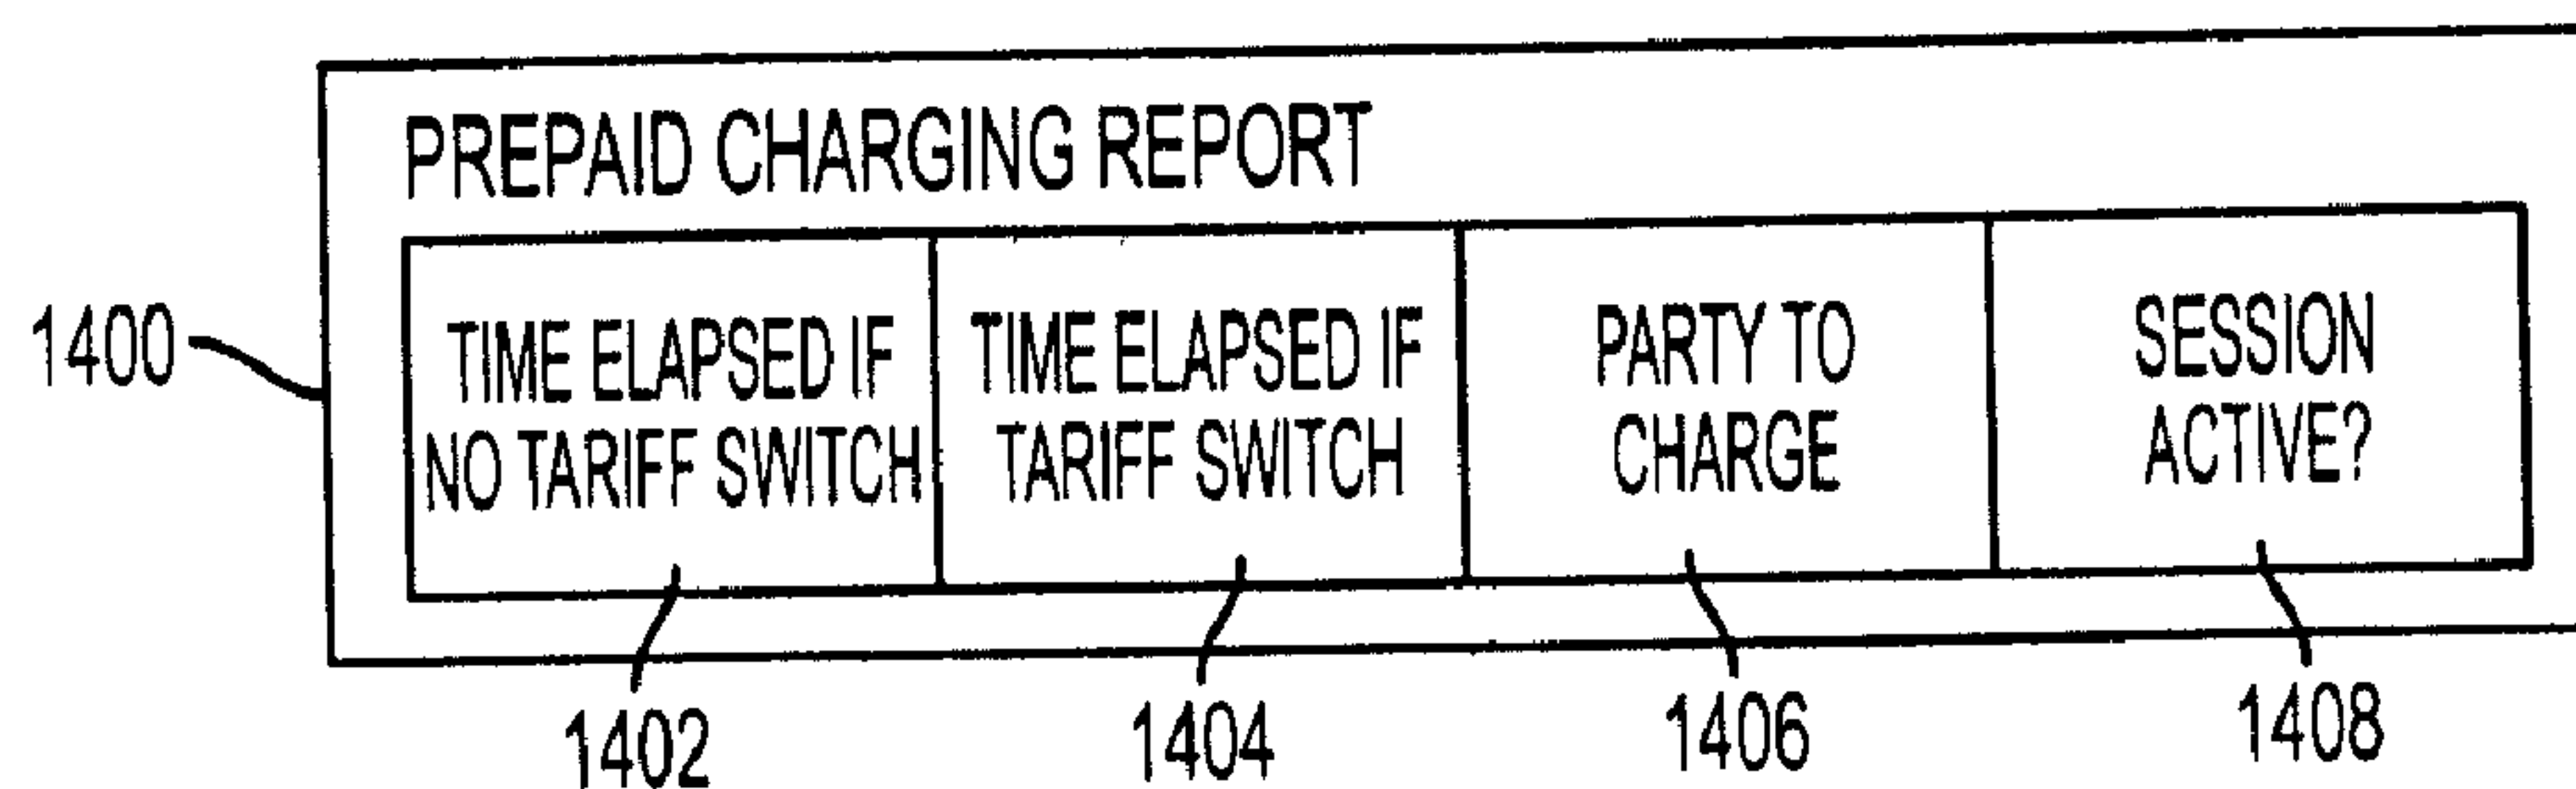 PREPAID CHARGING REPORT
TIME ELAPSED IF
NO TARIFF SWITCH
TIME ELAPSED IF
TARIFF SWITCH
PARTY TO
CHARGE
SESSION
ACTIVE?
1400
1402
1404
1406
1408